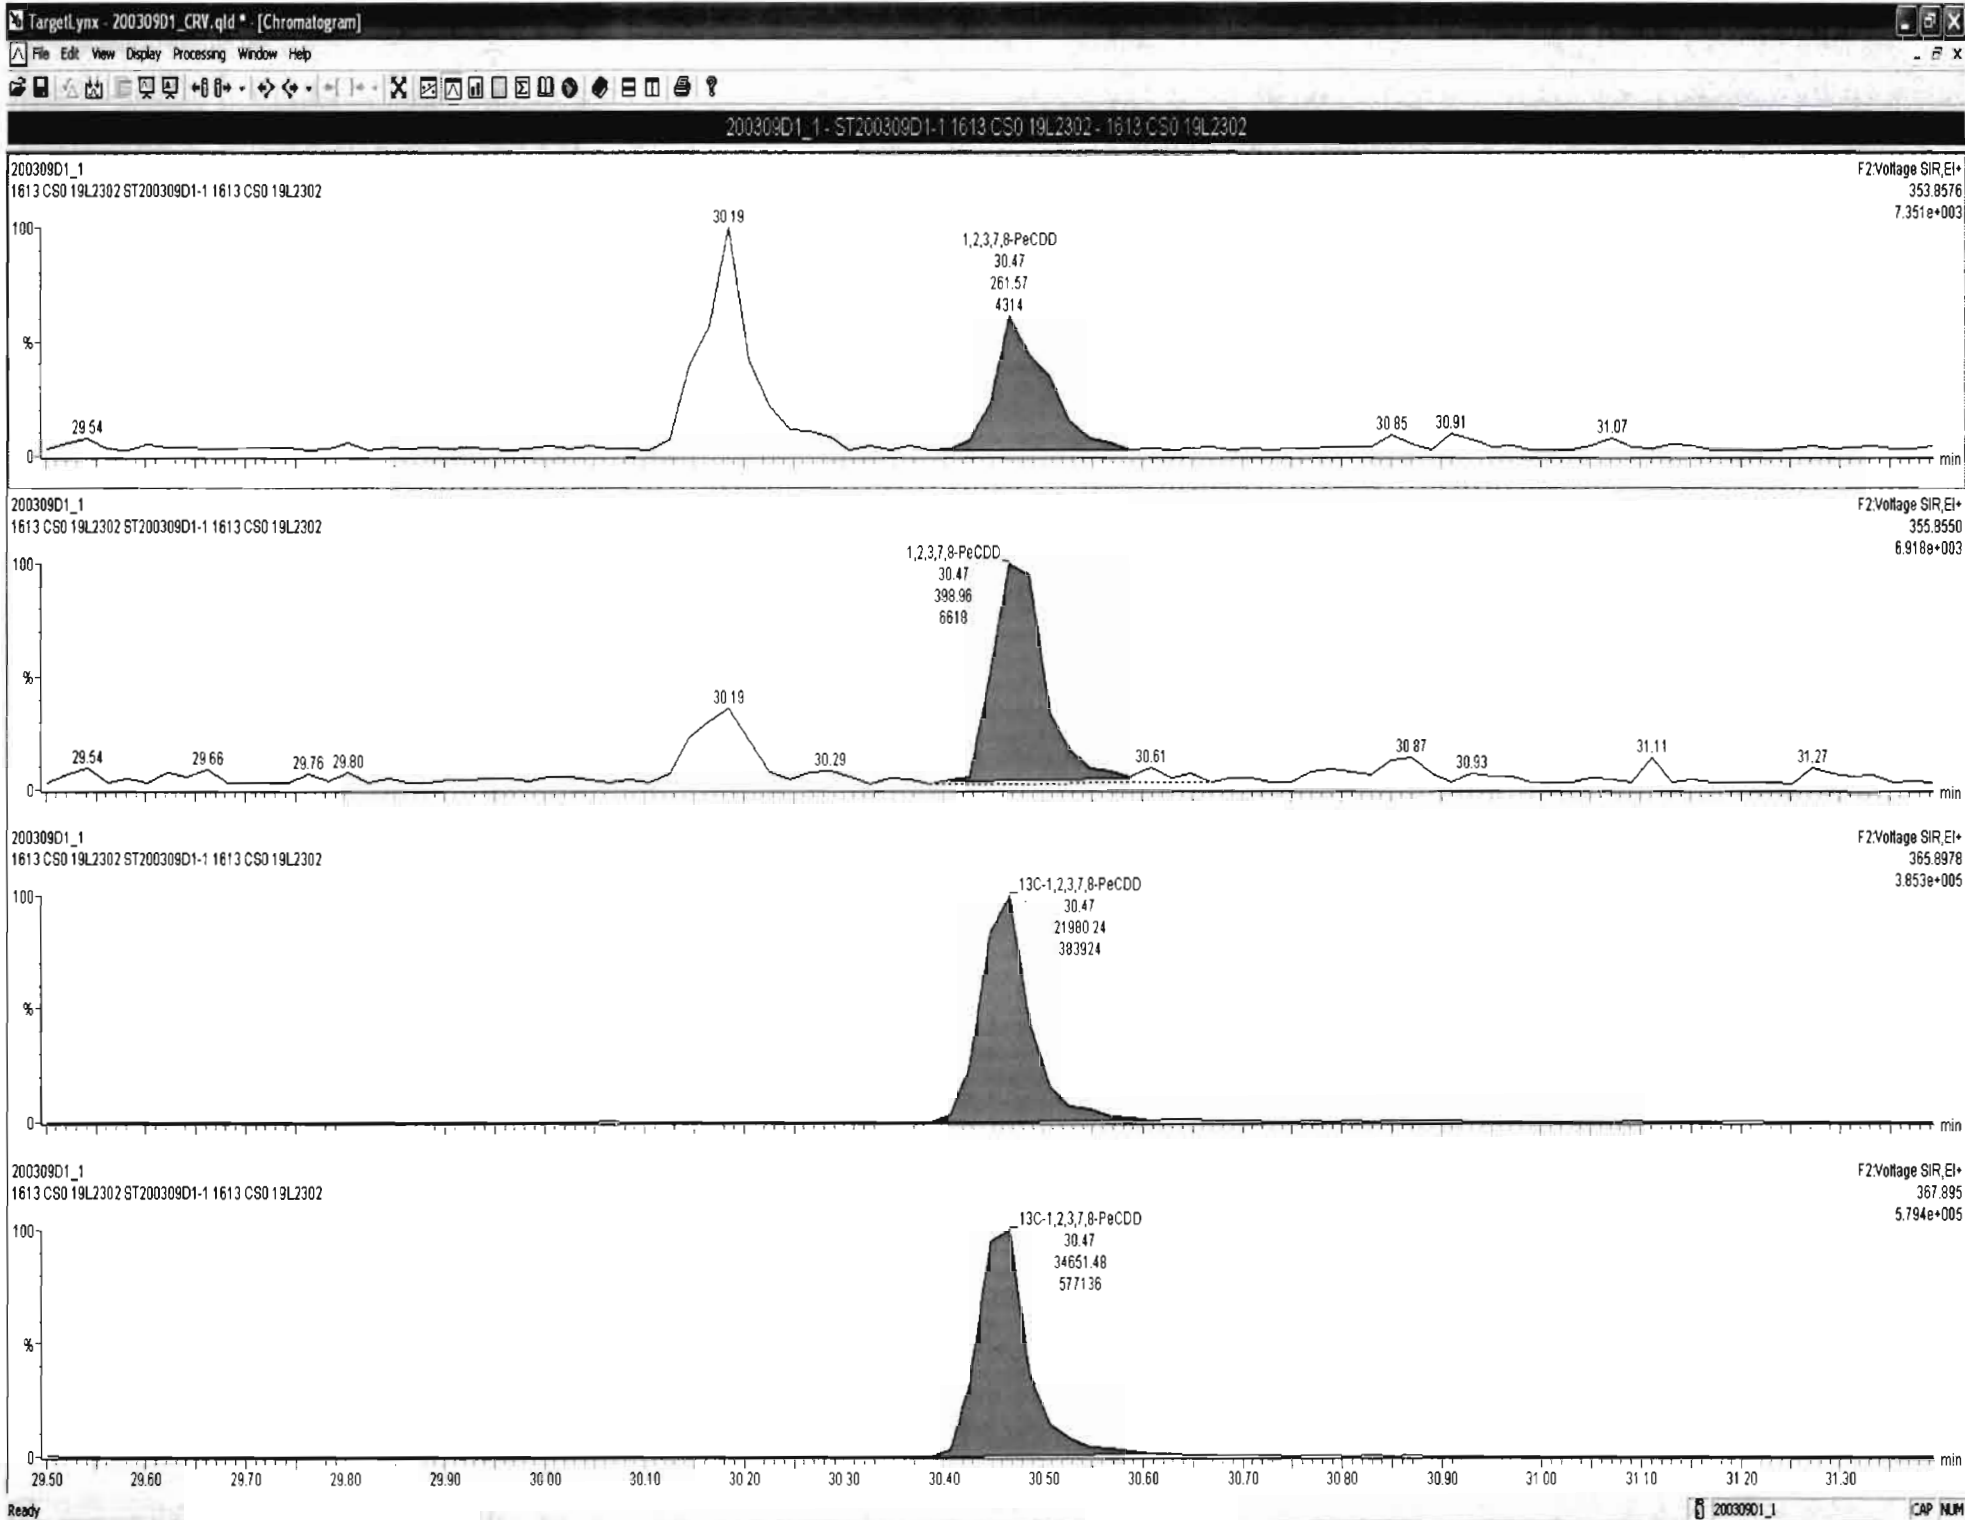 TargetLynx - 200309D1_CRV.qld * - [Chromatogram]
File Edit View Display Processing Window Help
200309D1_1 - ST200309D1-1 1613 CS0 19L2302 - 1613 CS0 19L2302
200309D1_1
1613 CS0 19L2302 ST200309D1-1 1613 CS0 19L2302
F2:Voltage SIR,EI+
353.8576
7.351e+003
100
%
0
29.54
30.19
1,2,3,7,8-PeCDD
30.47
261.57
4314
30.85
30.91
31.07
min
200309D1_1
1613 CS0 19L2302 ST200309D1-1 1613 CS0 19L2302
F2:Voltage SIR,EI+
355.8550
6.918e+003
100
%
0
29.54
29.66
29.76
29.80
30.19
30.29
1,2,3,7,8-PeCDD
30.47
398.96
6618
30.61
30.87
30.93
31.11
31.27
min
200309D1_1
1613 CS0 19L2302 ST200309D1-1 1613 CS0 19L2302
F2:Voltage SIR,EI+
365.8978
3.853e+005
100
%
0
13C-1,2,3,7,8-PeCDD
30.47
21980.24
383924
min
200309D1_1
1613 CS0 19L2302 ST200309D1-1 1613 CS0 19L2302
F2:Voltage SIR,EI+
367.895
5.794e+005
100
%
0
13C-1,2,3,7,8-PeCDD
30.47
34651.48
577136
min
29.50 29.60 29.70 29.80 29.90 30.00 30.10 30.20 30.30 30.40 30.50 30.60 30.70 30.80 30.90 31.00 31.10 31.20 31.30
Ready
200309D1_1
CAP NUM